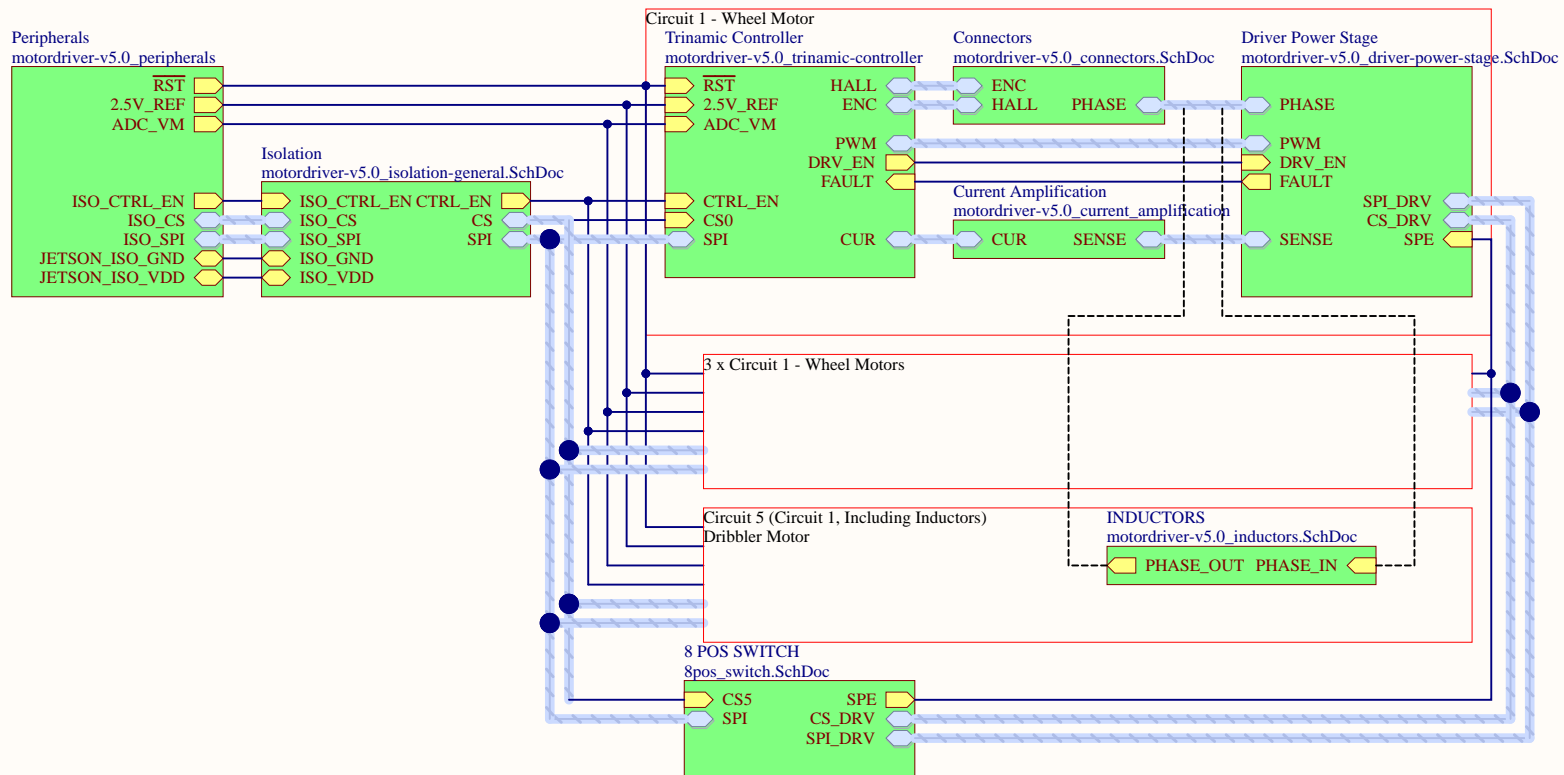 Circuit 1 - Wheel Motor
Peripherals
motordriver-v5.0_peripherals
RST
2.5V_REF
ADC_VM
ISO_CTRL_EN
ISO_CS
ISO_SPI
JETSON_ISO_GND
JETSON_ISO_VDD
Isolation
motordriver-v5.0_isolation-general.SchDoc
ISO_CTRL_EN CTRL_EN
ISO_CS CS
ISO_SPI SPI
ISO_GND
ISO_VDD
Trinamic Controller
motordriver-v5.0_trinamic-controller
RST HALL
2.5V_REF ENC
ADC_VM
PWM
DRV_EN
FAULT
CTRL_EN
CS0
SPI CUR
Connectors
motordriver-v5.0_connectors.SchDoc
ENC
HALL PHASE
Current Amplification
motordriver-v5.0_current_amplification
CUR SENSE
Driver Power Stage
motordriver-v5.0_driver-power-stage.SchDoc
PHASE
PWM
DRV_EN
FAULT
SPI_DRV
CS_DRV
SENSE SPE
3 x Circuit 1 - Wheel Motors
Circuit 5 (Circuit 1, Including Inductors)
Dribbler Motor
INDUCTORS
motordriver-v5.0_inductors.SchDoc
PHASE_OUT PHASE_IN
8 POS SWITCH
8pos_switch.SchDoc
CS5 SPE
SPI CS_DRV
SPI_DRV